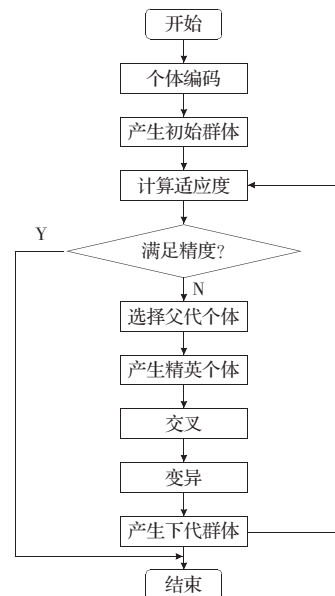 开始
个体编码
产生初始群体
计算适应度
Y
满足精度?
N
选择父代个体
产生精英个体
交叉
变异
产生下代群体
结束